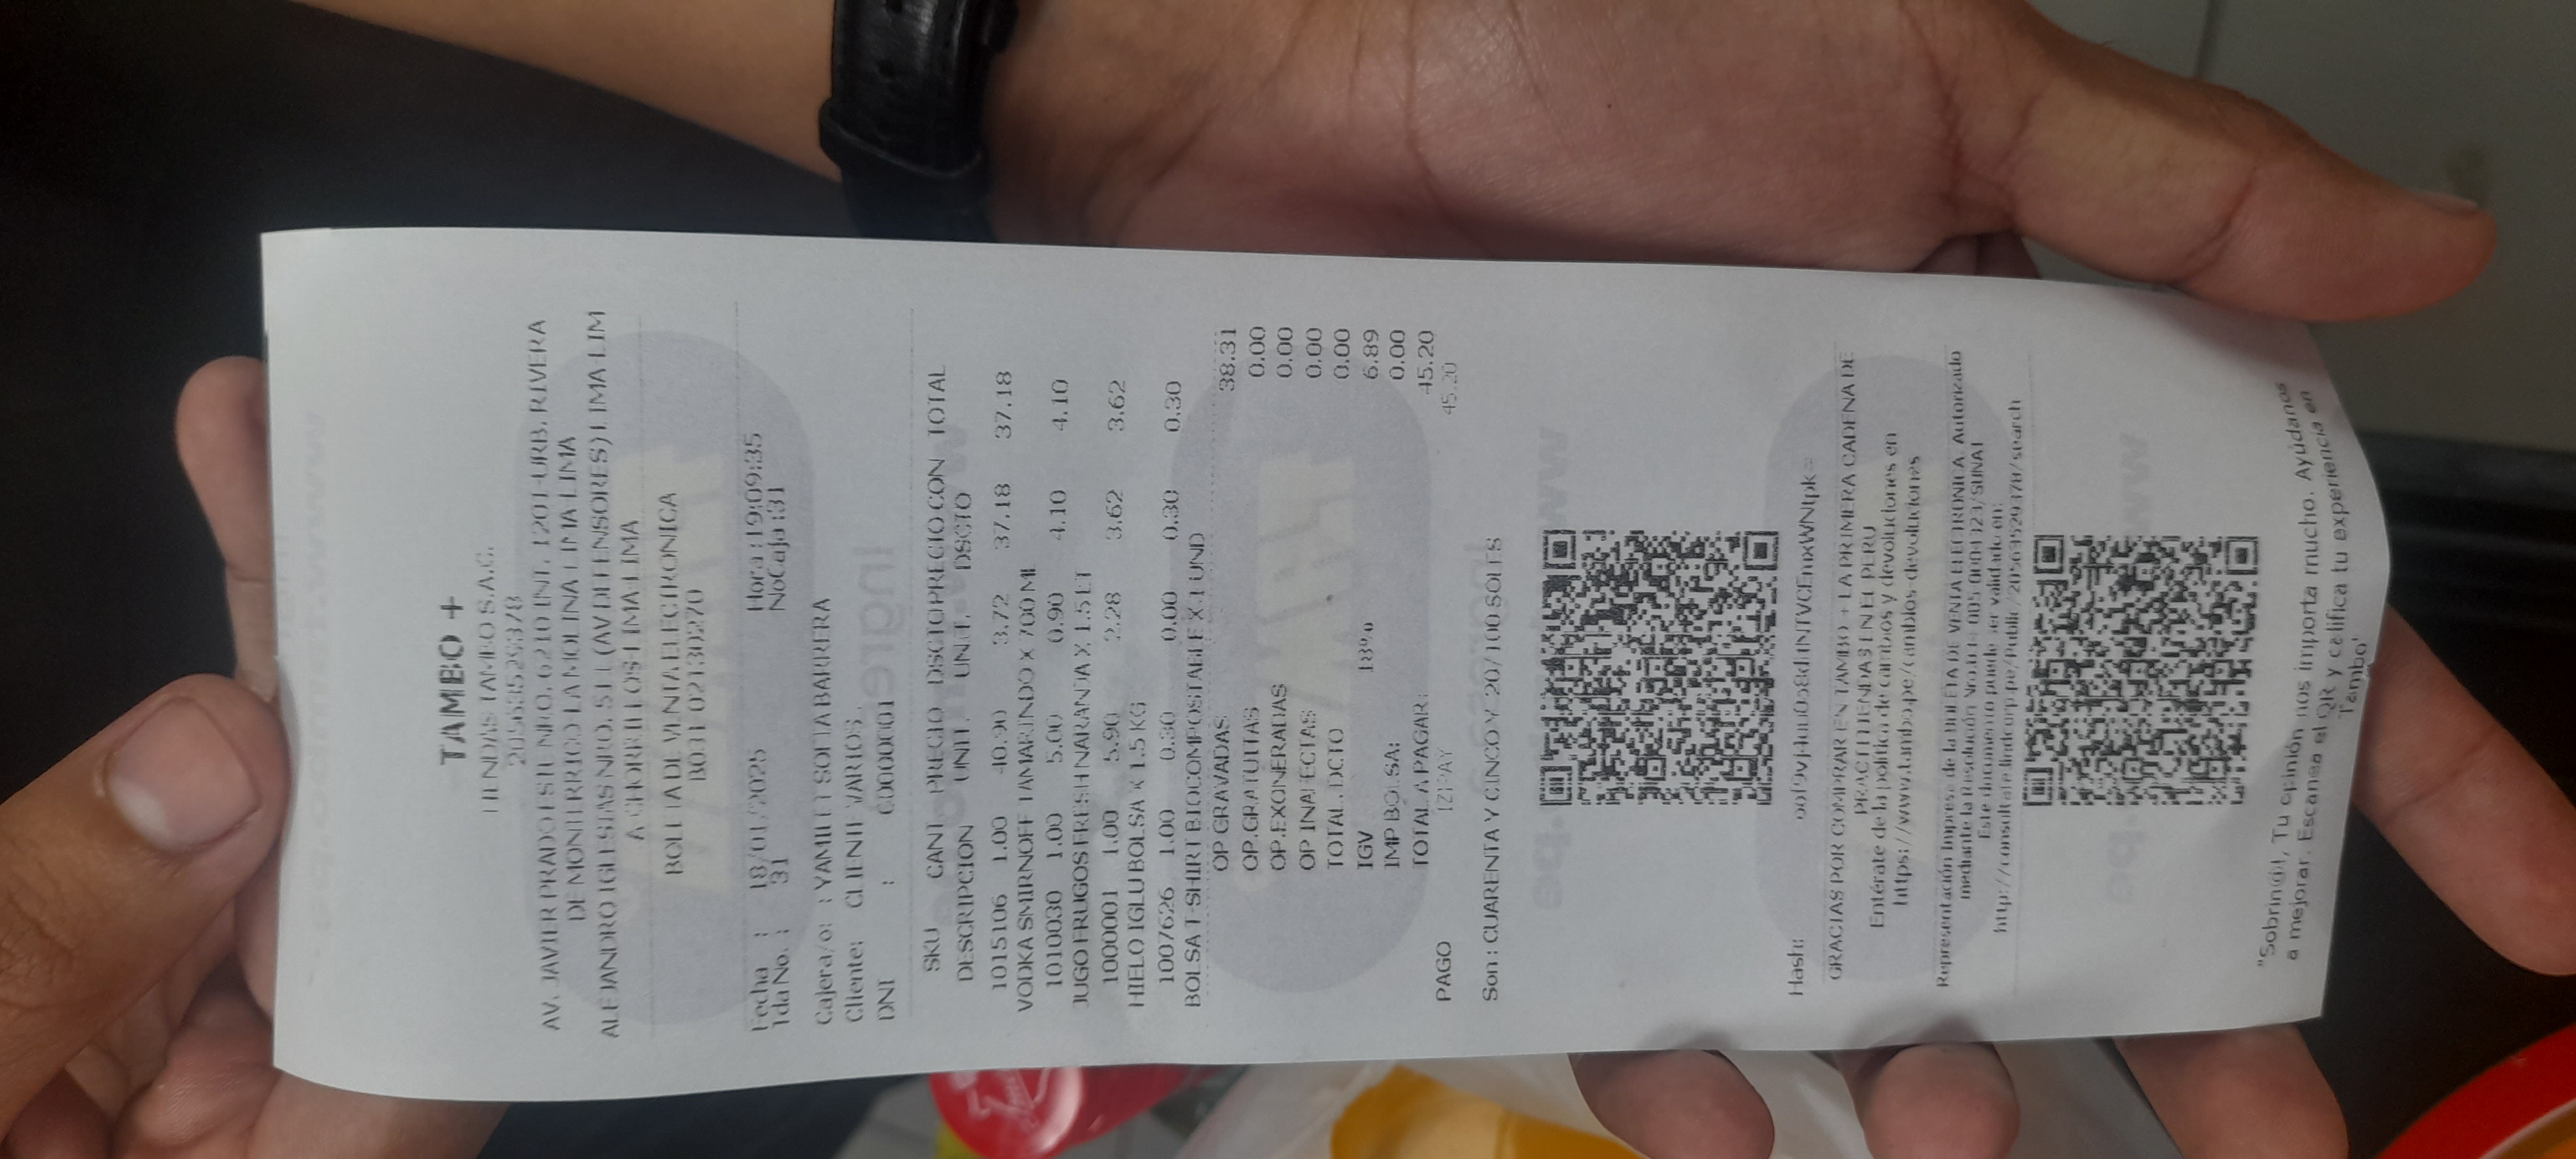 TAMBO +
TIENDAS TAMBO S.A.C.
20563529378
AV. JAVIER PRADO ESTE NRO. 6210 INT. 1201-URB. RIVERA
DE MONTERRICO-LA MOLINA-LIMA-LIMA
ALEJANDRO IGLESIAS NRO. 511 (AV DEFENSORES) LIMA-LIM
A-CHORRILLOS-LIMA-LIMA
BOLETA DE VENTA ELECTRONICA
B031-02130270
Fecha : 18/01/2025 Hora :19:09:35
Tda No. : 31 NoCaja :31
Cajera/o: : YAMILET SOFIA BARRERA
Cliente: CLIENTE VARIOS .
DNI : 00000001
SKU CANT PRECIO DSCTO PRECIO CON TOTAL
DESCRIPCION UNIT. UNIT. DSCTO
1015106 1.00 40.90 3.72 37.18 37.18
VODKA SMIRNOFF TAMARINDO X 700 ML
1010030 1.00 5.00 0.90 4.10 4.10
JUGO FRUGOS FRESH NARANJA X 1.5 LT
1000001 1.00 5.90 2.28 3.62 3.62
HIELO IGLU BOLSA X 1.5 KG
1007626 1.00 0.30 0.00 0.30 0.30
BOLSA T-SHIRT BIOCOMPOSTABLE X 1 UND
OP GRAVADAS 38.31
OP.GRATUITAS 0.00
OP.EXONERADAS 0.00
OP INAFECTAS 0.00
TOTAL. DCTO 0.00
IGV 18% 6.89
IMP BOLSA: 0.00
TOTAL A PAGAR: 45.20
PAGO IZIPAY 45.20
Son : CUARENTA Y CINCO Y 20/100 SOLES
Hash:
GRACIAS POR COMPRAR EN TAMBO + LA PRIMERA CADENA DE
PRACTITIENDAS EN EL PERU
Entérate de la política de cambios y devoluciones en
https://www.tambo.pe/cambios-devoluciones
Representación Impresa de la BOLETA DE VENTA ELECTRONICA. Autorizado
mediante la Resolución Nro.034-005-0004323/SUNAT
Este documento puede ser validado en:
http://consultate.lindcorp.pe/Public/20563529378/search
"Sobrin@!, Tu opinión nos importa mucho. Ayúdanos
a mejorar. Escanea el QR y califica tu experiencia en
Tambo"